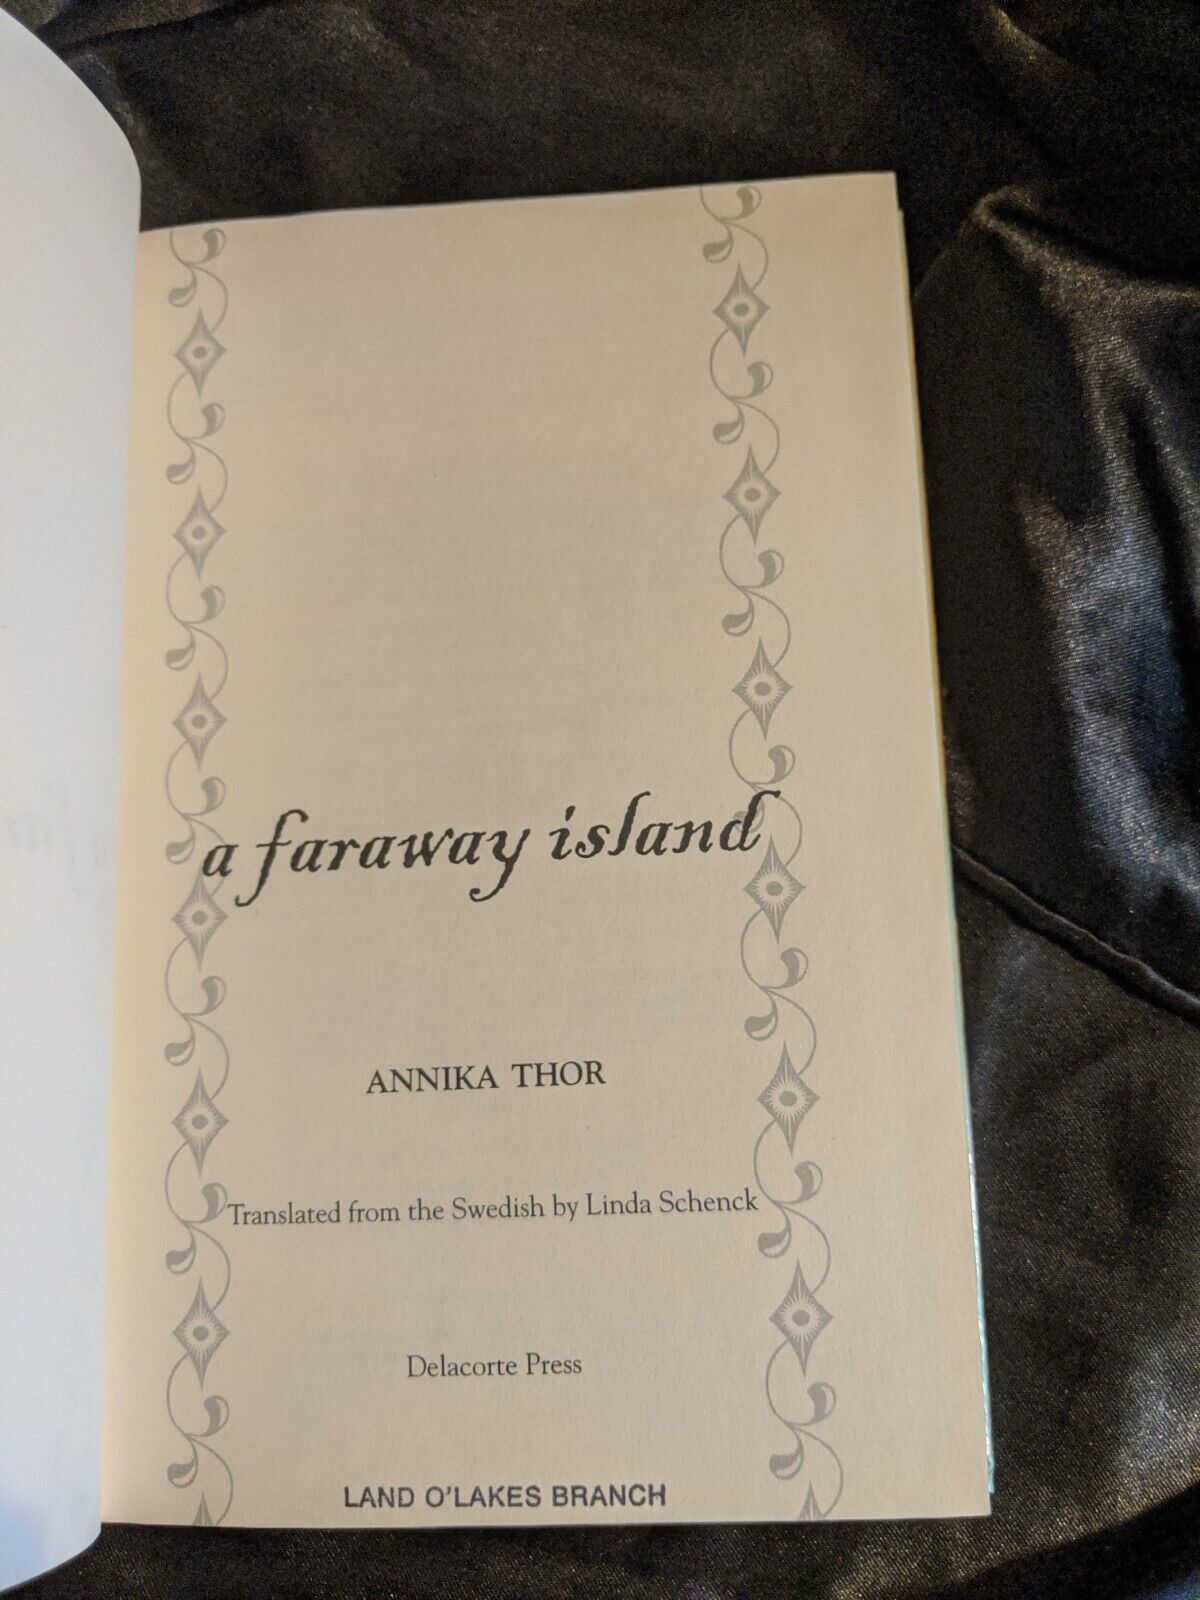 a faraway island
ANNIKA THOR
Translated from the Swedish by Linda Schenck
Delacorte Press
LAND O'LAKES BRANCH